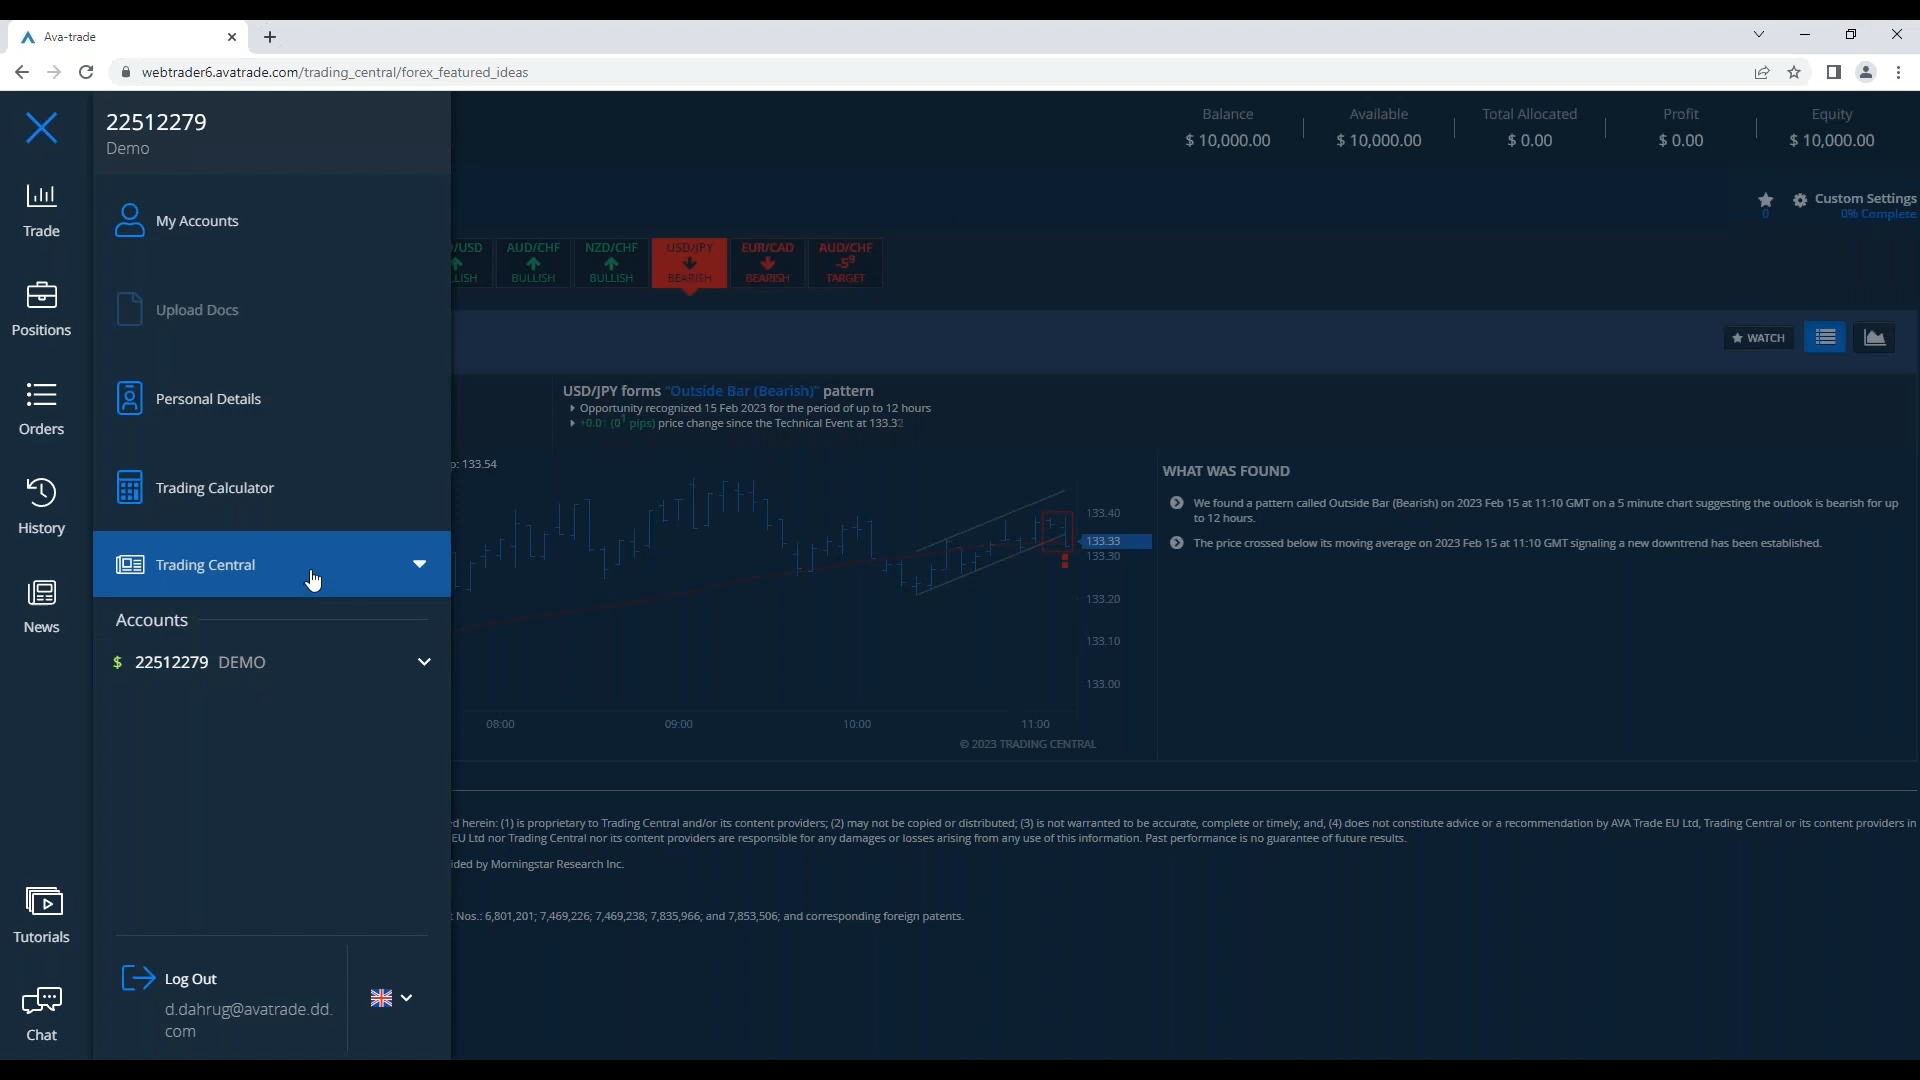 Ava-trade
webtrader6.avatrade.com/trading_central/forex_featured_ideas
22512279
Demo
Balance
$ 10,000.00
Available
$ 10,000.00
Total Allocated
$ 0.00
Profit
$ 0.00
Equity
$ 10,000.00
Trade
Positions
Orders
History
News
Tutorials
Chat
My Accounts
Upload Docs
Personal Details
Trading Calculator
Trading Central
Accounts
$ 22512279 DEMO
Log Out
d.dahrug@avatrade.dd.
com
0
Custom Settings
0% Complete
/USD
LISH
AUD/CHF
BULLISH
NZD/CHF
BULLISH
USD/JPY
BEARISH
EUR/CAD
BEARISH
AUD/CHF
-5⁹
TARGET
WATCH
USD/JPY forms "Outside Bar (Bearish)" pattern
Opportunity recognized 15 Feb 2023 for the period of up to 12 hours
+0.01 (0¹ pips) price change since the Technical Event at 133.32
p: 133.54
133.40
133.33
133.30
133.20
133.10
133.00
08:00
09:00
10:00
11:00
© 2023 TRADING CENTRAL
WHAT WAS FOUND
We found a pattern called Outside Bar (Bearish) on 2023 Feb 15 at 11:10 GMT on a 5 minute chart suggesting the outlook is bearish for up
to 12 hours.
The price crossed below its moving average on 2023 Feb 15 at 11:10 GMT signaling a new downtrend has been established.
d herein: (1) is proprietary to Trading Central and/or its content providers; (2) may not be copied or distributed; (3) is not warranted to be accurate, complete or timely; and, (4) does not constitute advice or a recommendation by AVA Trade EU Ltd, Trading Central or its content providers in
EU Ltd nor Trading Central nor its content providers are responsible for any damages or losses arising from any use of this information. Past performance is no guarantee of future results.
ided by Morningstar Research Inc.
t Nos.: 6,801,201; 7,469,226; 7,469,238; 7,835,966; and 7,853,506; and corresponding foreign patents.